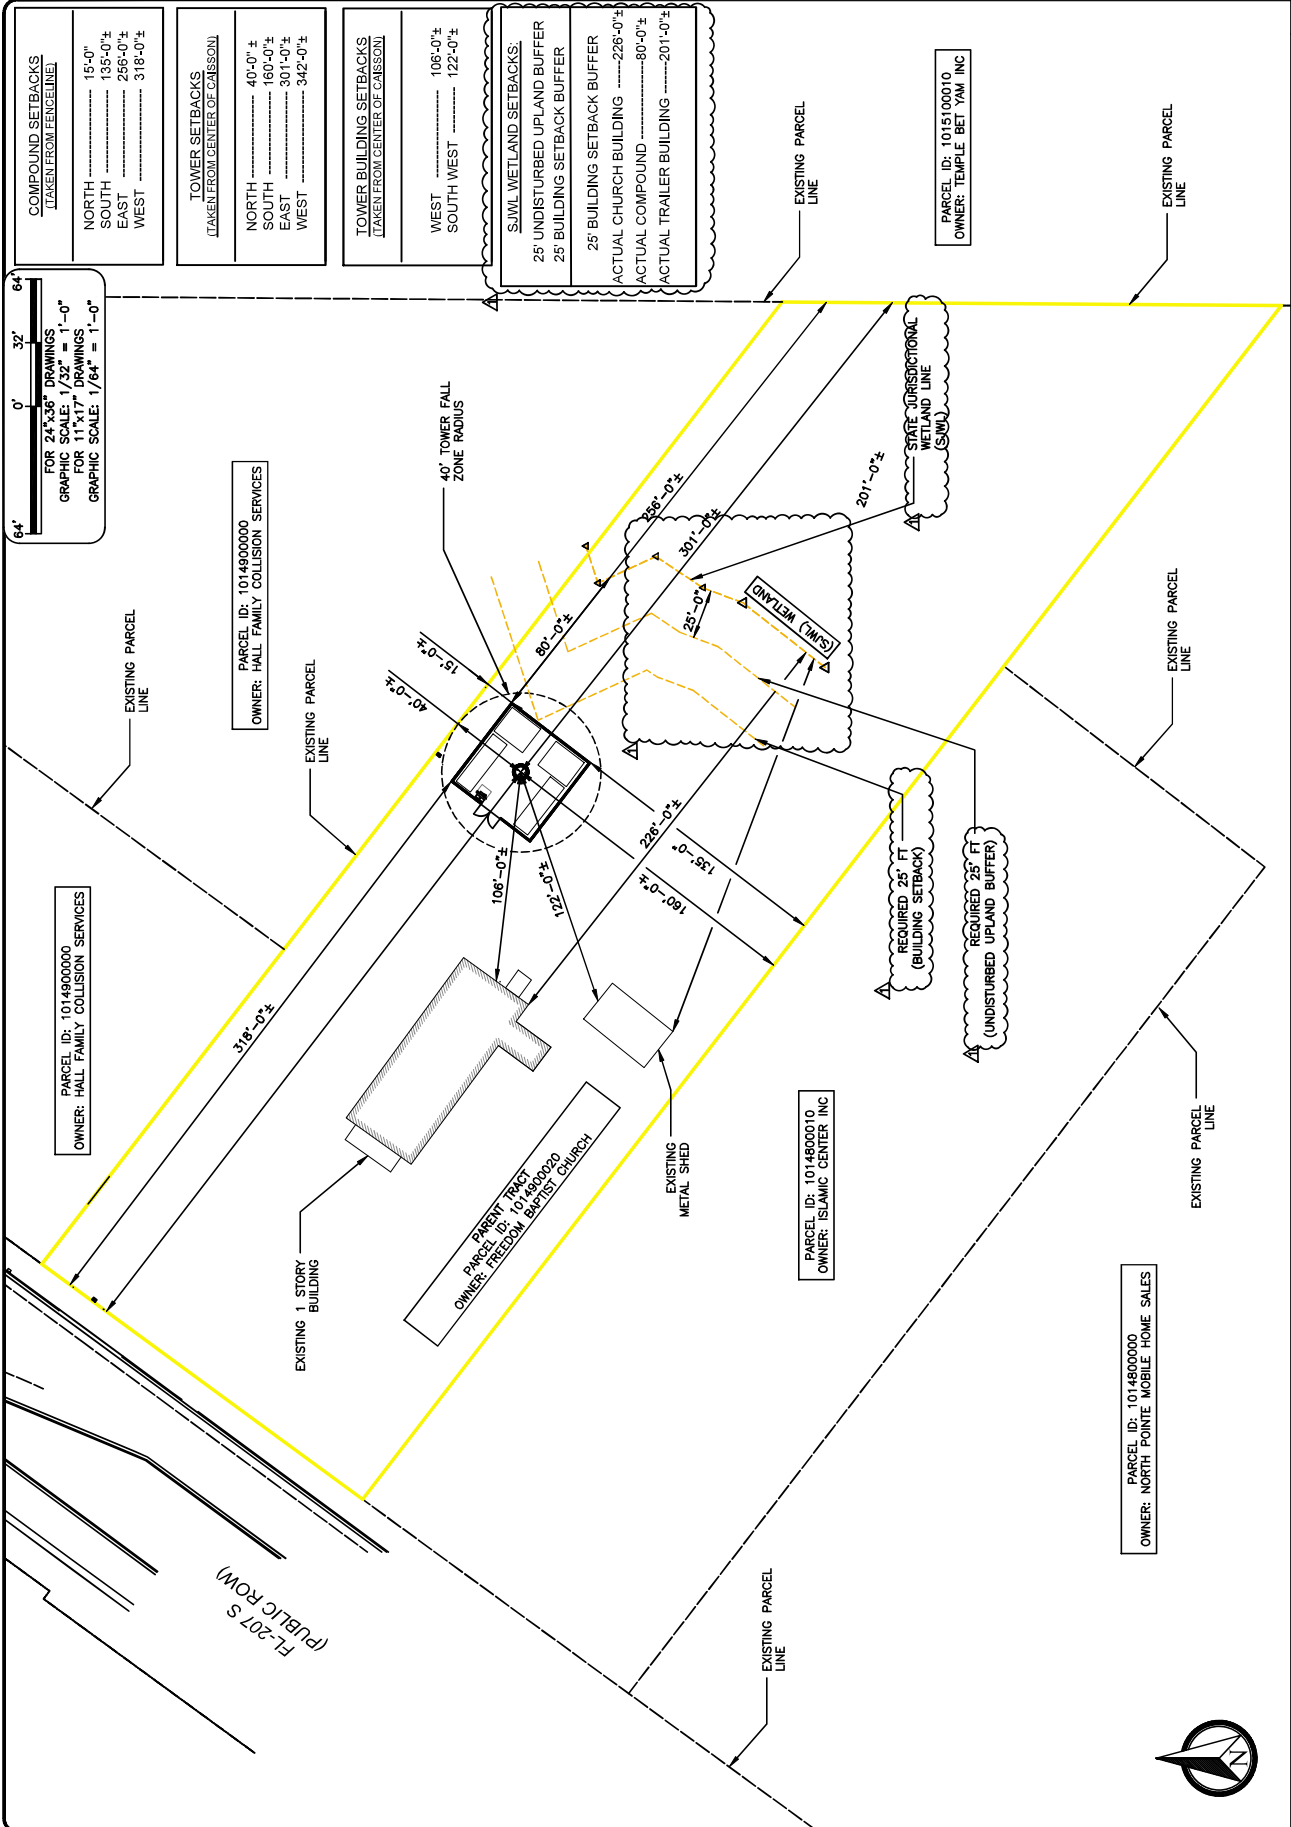 COMPOUND SETBACKS
(TAKEN FROM FENCELINE)
NORTH ---------- 15'-0"
SOUTH ---------- 135'-0"±
EAST ---------- 256'-0"±
WEST ---------- 318'-0"±
TOWER SETBACKS
(TAKEN FROM CENTER OF CAISSON)
NORTH ---------- 40'-0" ±
SOUTH ---------- 160'-0"±
EAST ---------- 301'-0"±
WEST ---------- 342'-0"±
TOWER BUILDING SETBACKS
(TAKEN FROM CENTER OF CAISSON)
WEST ---------- 106'-0"±
SOUTH WEST ---------- 122'-0"±
SJWL WETLAND SETBACKS:
25' UNDISTURBED UPLAND BUFFER
25' BUILDING SETBACK BUFFER
25' BUILDING SETBACK BUFFER
ACTUAL CHURCH BUILDING -----226'-0"±
ACTUAL COMPOUND ----------80'-0"±
ACTUAL TRAILER BUILDING ------201'-0"±
64' 32' 0' 64'
FOR 24"x36" DRAWINGS
GRAPHIC SCALE: 1/32" = 1'-0"
FOR 11"x17" DRAWINGS
GRAPHIC SCALE: 1/64" = 1'-0"
EXISTING PARCEL
LINE
PARCEL ID: 1015100010
OWNER: TEMPLE BET YAM INC
EXISTING PARCEL
LINE
40' TOWER FALL
ZONE RADIUS
PARCEL ID: 1014900000
OWNER: HALL FAMILY COLLISION SERVICES
EXISTING PARCEL
LINE
EXISTING PARCEL
LINE
PARCEL ID: 1014900000
OWNER: HALL FAMILY COLLISION SERVICES
STATE JURISDICTIONAL
WETLAND LINE
(SJWL)
1
201'-0"±
256'-0"±
301'-0"±
80'-0"±
15'-0"±
40'-0"±
25'-0"
(SJWL) WETLAND
1
318'-0"±
106'-0"±
122'-0"±
226'-0"±
135'-0"
160'-0"±
REQUIRED 25' FT
(BUILDING SETBACK)
1
REQUIRED 25' FT
(UNDISTURBED UPLAND BUFFER)
1
1
EXISTING PARCEL
LINE
EXISTING 1 STORY
BUILDING
PARENT TRACT
PARCEL ID: 1014900020
OWNER: FREEDOM BAPTIST CHURCH
EXISTING
METAL SHED
PARCEL ID: 1014800010
OWNER: ISLAMIC CENTER INC
EXISTING PARCEL
LINE
PARCEL ID: 1014800000
OWNER: NORTH POINTE MOBILE HOME SALES
FL-207 S
(PUBLIC ROW)
EXISTING PARCEL
LINE
N